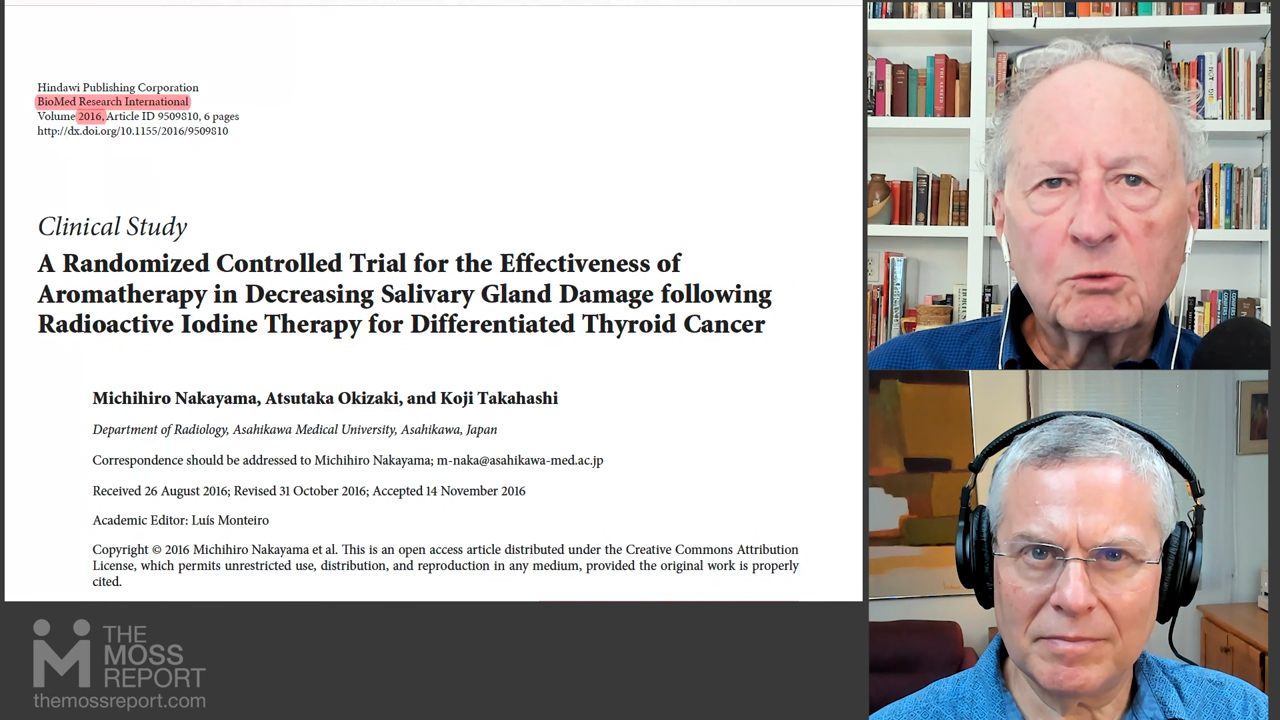 Hindawi Publishing Corporation
BioMed Research International
Volume 2016, Article ID 9509810, 6 pages
http://dx.doi.org/10.1155/2016/9509810
Clinical Study
A Randomized Controlled Trial for the Effectiveness of
Aromatherapy in Decreasing Salivary Gland Damage following
Radioactive Iodine Therapy for Differentiated Thyroid Cancer
Michihiro Nakayama, Atsutaka Okizaki, and Koji Takahashi
Department of Radiology, Asahikawa Medical University, Asahikawa, Japan
Correspondence should be addressed to Michihiro Nakayama; m-naka@asahikawa-med.ac.jp
Received 26 August 2016; Revised 31 October 2016; Accepted 14 November 2016
Academic Editor: Luís Monteiro
Copyright © 2016 Michihiro Nakayama et al. This is an open access article distributed under the Creative Commons Attribution
License, which permits unrestricted use, distribution, and reproduction in any medium, provided the original work is properly
cited.
THE
MOSS
REPORT
themossreport.com